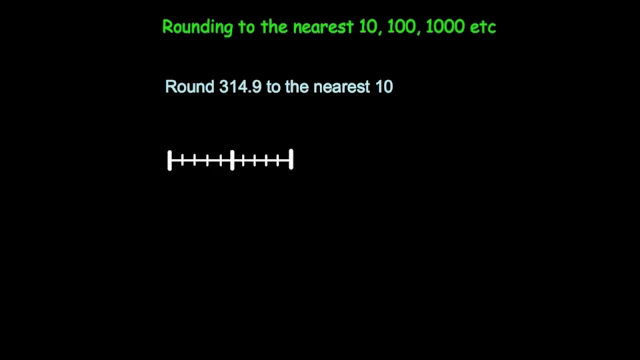 Rounding to the nearest 10, 100, 1000 etc
Round 314.9 to the nearest 10